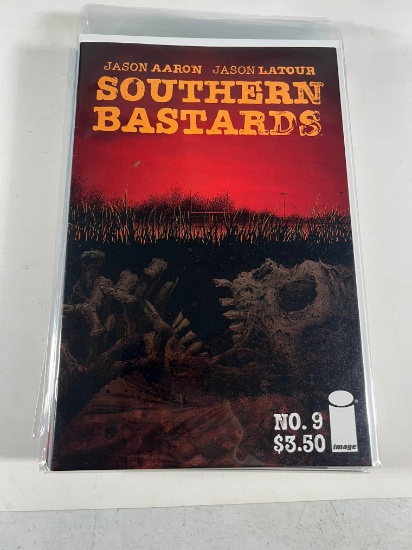 JASON AARON JASON LATOUR
SOUTHERN
BASTARDS
NO. 9
$3.50
image